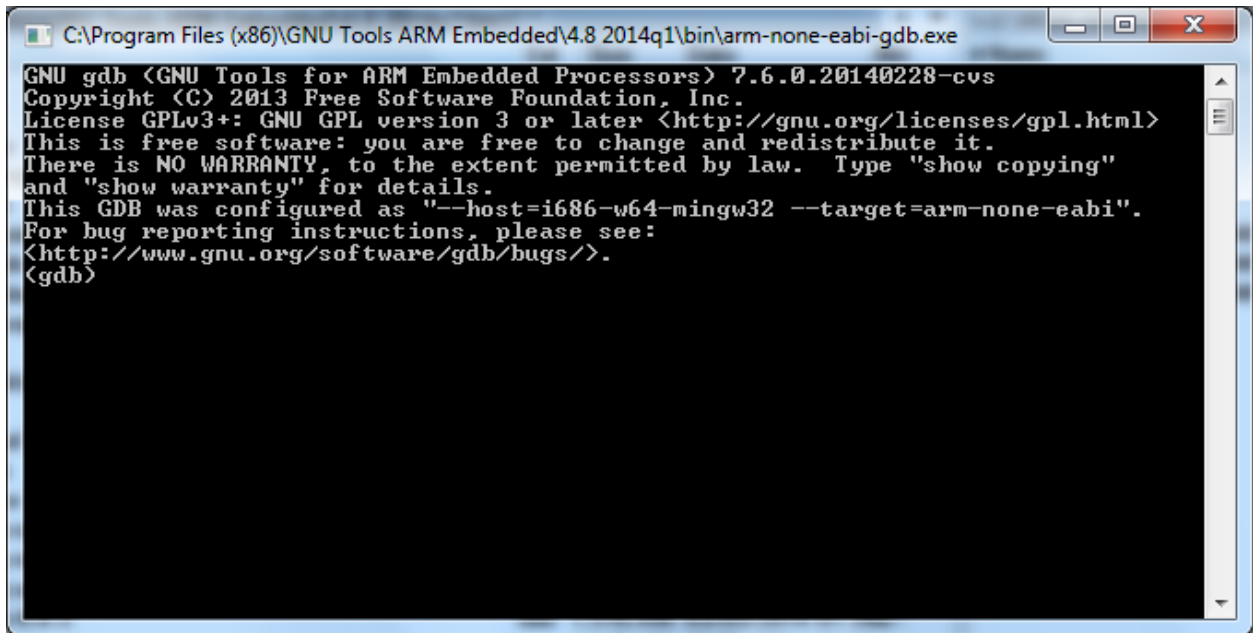 C:\Program Files (x86)\GNU Tools ARM Embedded\4.8 2014q1\bin\arm-none-eabi-gdb.exe
GNU gdb (GNU Tools for ARM Embedded Processors) 7.6.0.20140228-cvs
Copyright (C) 2013 Free Software Foundation, Inc.
License GPLv3+: GNU GPL version 3 or later <http://gnu.org/licenses/gpl.html>
This is free software: you are free to change and redistribute it.
There is NO WARRANTY, to the extent permitted by law.  Type "show copying"
and "show warranty" for details.
This GDB was configured as "--host=i686-w64-mingw32 --target=arm-none-eabi".
For bug reporting instructions, please see:
<http://www.gnu.org/software/gdb/bugs/>.
(gdb)